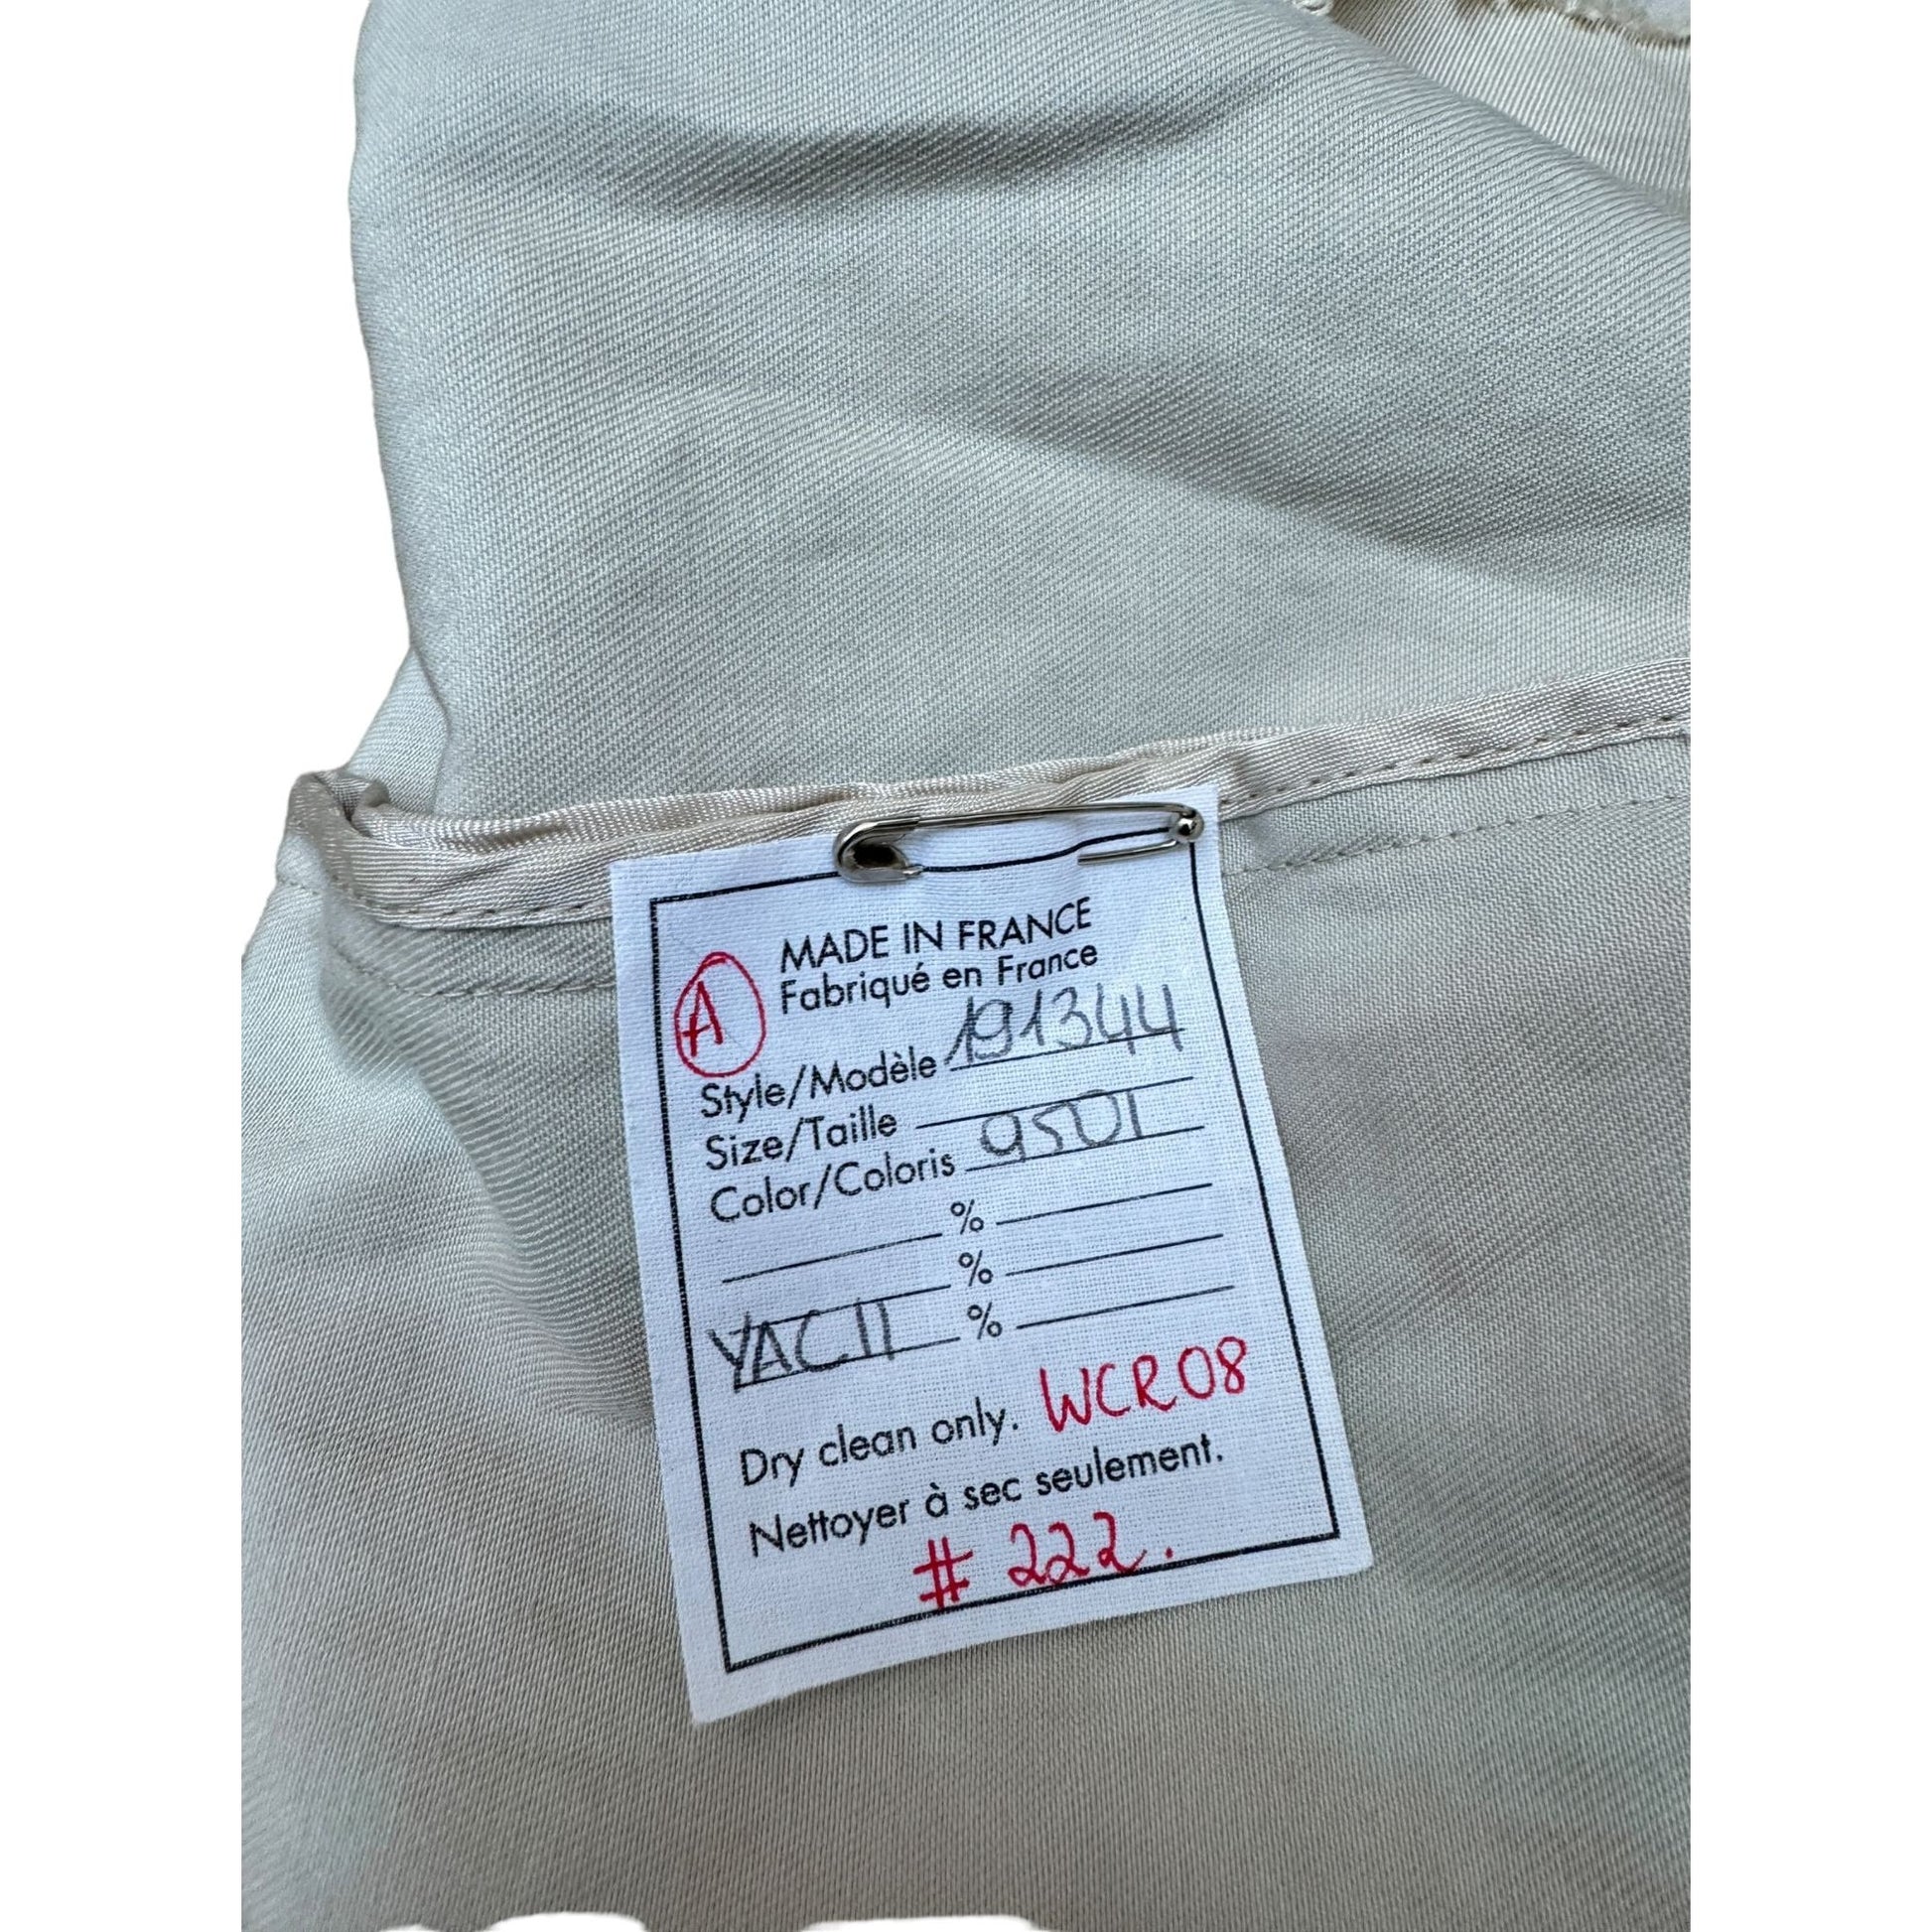 MADE IN FRANCE
Fabriqué en France
A
Style/Modèle 191344
Size/Taille
Color/Coloris 9501
%
%
YAC11 %
Dry clean only. WCR08
Nettoyer à sec seulement.
# 222.